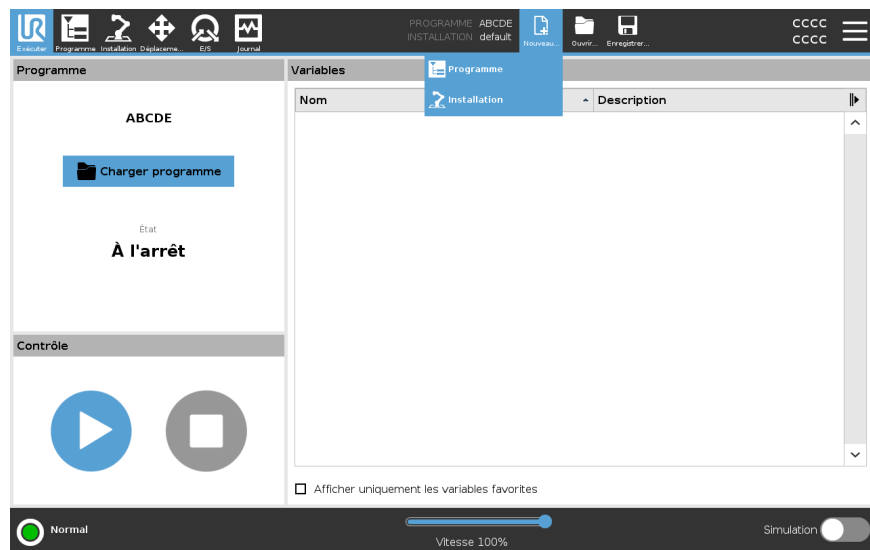 PROGRAMME ABCDE
INSTALLATION default
CCCC
CCCC
Exécuter Programme Installation Déplaceme... E/S Journal Nouveau... Ouvrir... Enregistrer...
Programme
Variables
Programme
Installation
Nom
Description
ABCDE
Charger programme
État
À l'arrêt
Contrôle
Afficher uniquement les variables favorites
Normal
Vitesse 100%
Simulation